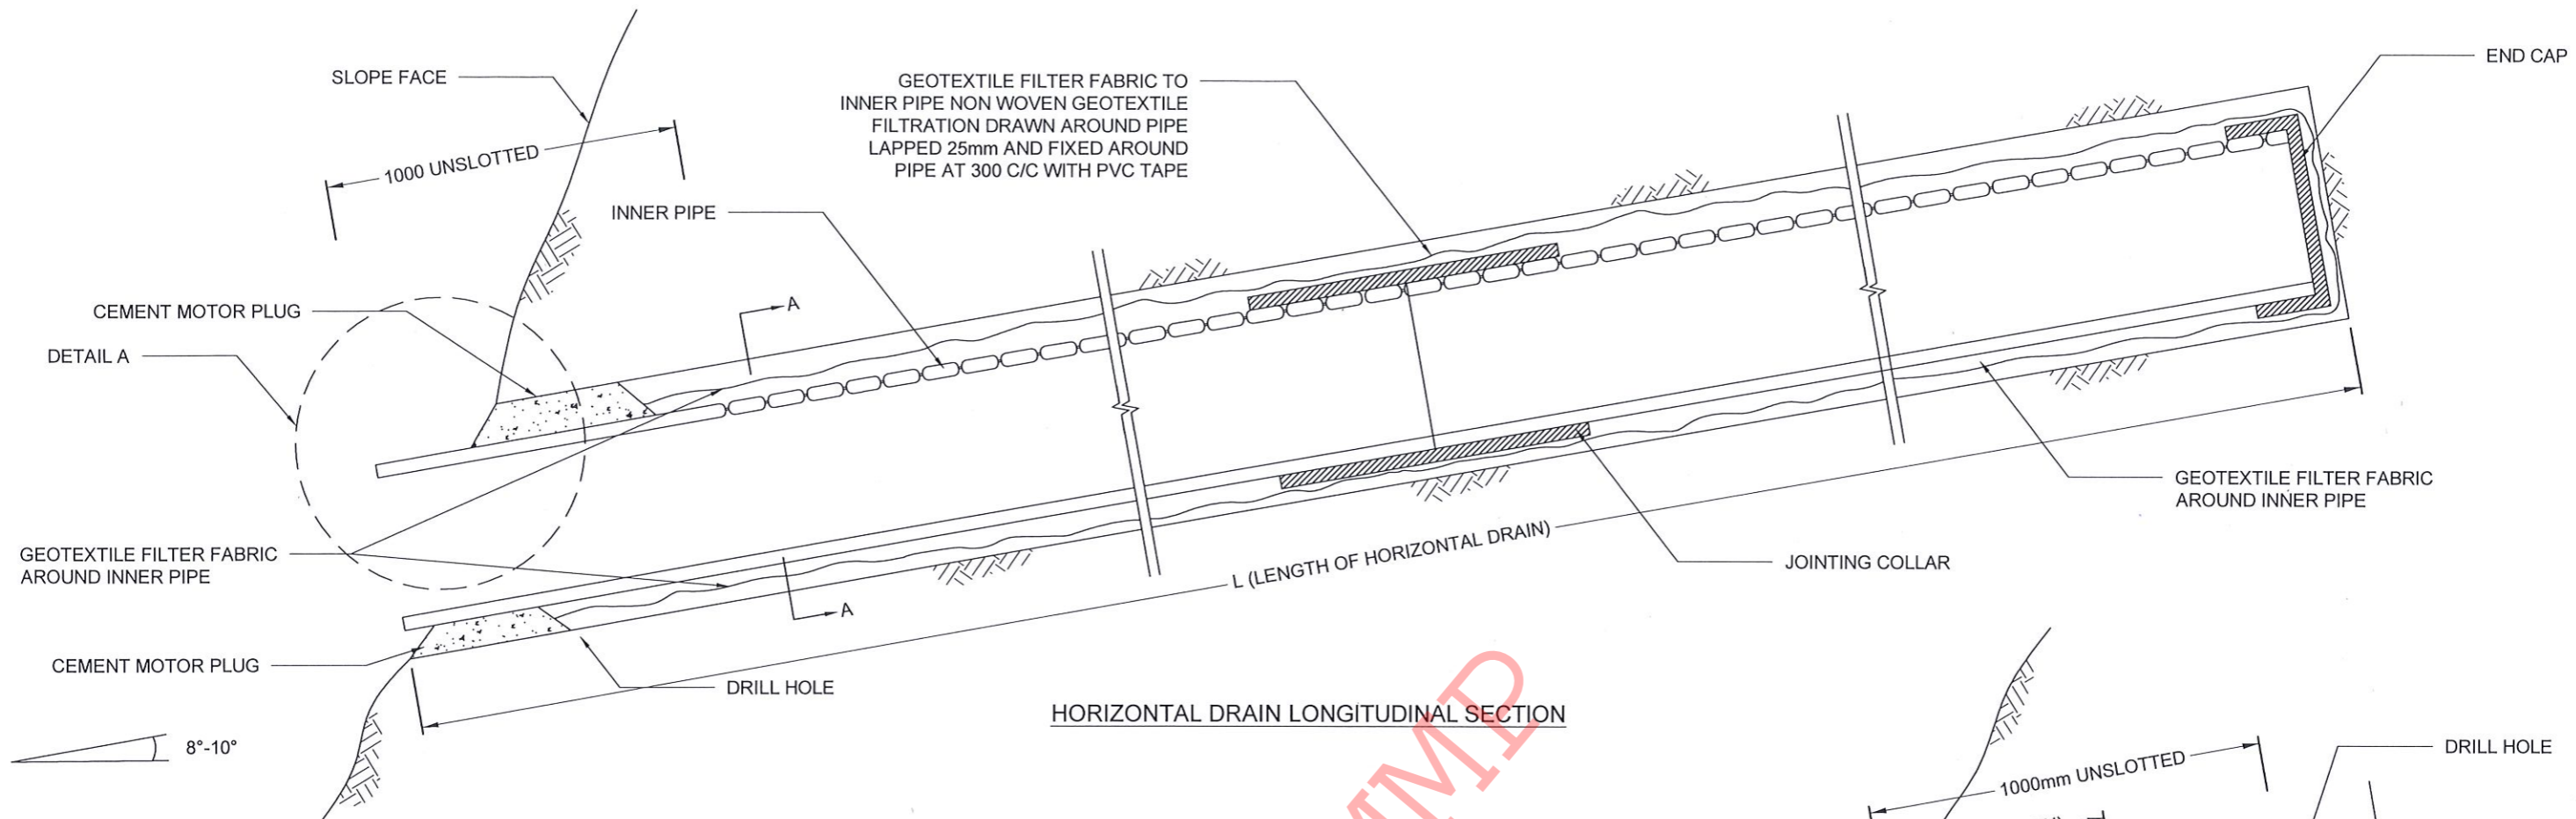 SLOPE FACE
1000 UNSLOTTED
GEOTEXTILE FILTER FABRIC TO
INNER PIPE NON WOVEN GEOTEXTILE
FILTRATION DRAWN AROUND PIPE
LAPPED 25mm AND FIXED AROUND
PIPE AT 300 C/C WITH PVC TAPE
END CAP
INNER PIPE
CEMENT MOTOR PLUG
DETAIL A
A
GEOTEXTILE FILTER FABRIC
AROUND INNER PIPE
CEMENT MOTOR PLUG
A
DRILL HOLE
L (LENGTH OF HORIZONTAL DRAIN)
JOINTING COLLAR
GEOTEXTILE FILTER FABRIC
AROUND INNER PIPE
8°-10°
HORIZONTAL DRAIN LONGITUDINAL SECTION
1000mm UNSLOTTED
DRILL HOLE